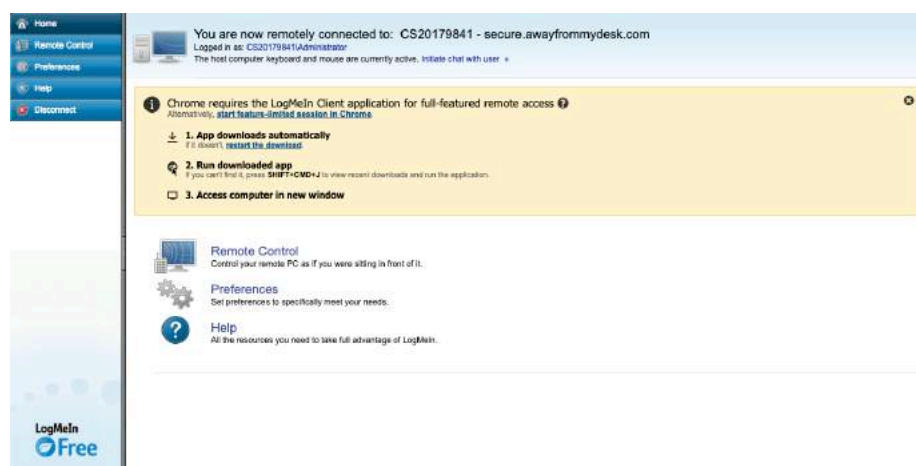 Home
Remote Control
Preferences
Help
Disconnect
You are now remotely connected to: CS20179841 - secure.awayfrommydesk.com
Logged in as: CS20179841\Administrator
The host computer keyboard and mouse are currently active. Initiate chat with user »
Chrome requires the LogMeIn Client application for full-featured remote access
Alternatively, start feature-limited session in Chrome.
1. App downloads automatically
If it doesn't, restart the download.
2. Run downloaded app
If you can't find it, press SHIFT+CMD+J to view recent downloads and run the application.
3. Access computer in new window
Remote Control
Control your remote PC as if you were sitting in front of it.
Preferences
Set preferences to specifically meet your needs.
Help
All the resources you need to take full advantage of LogMeIn.
LogMeIn
Free